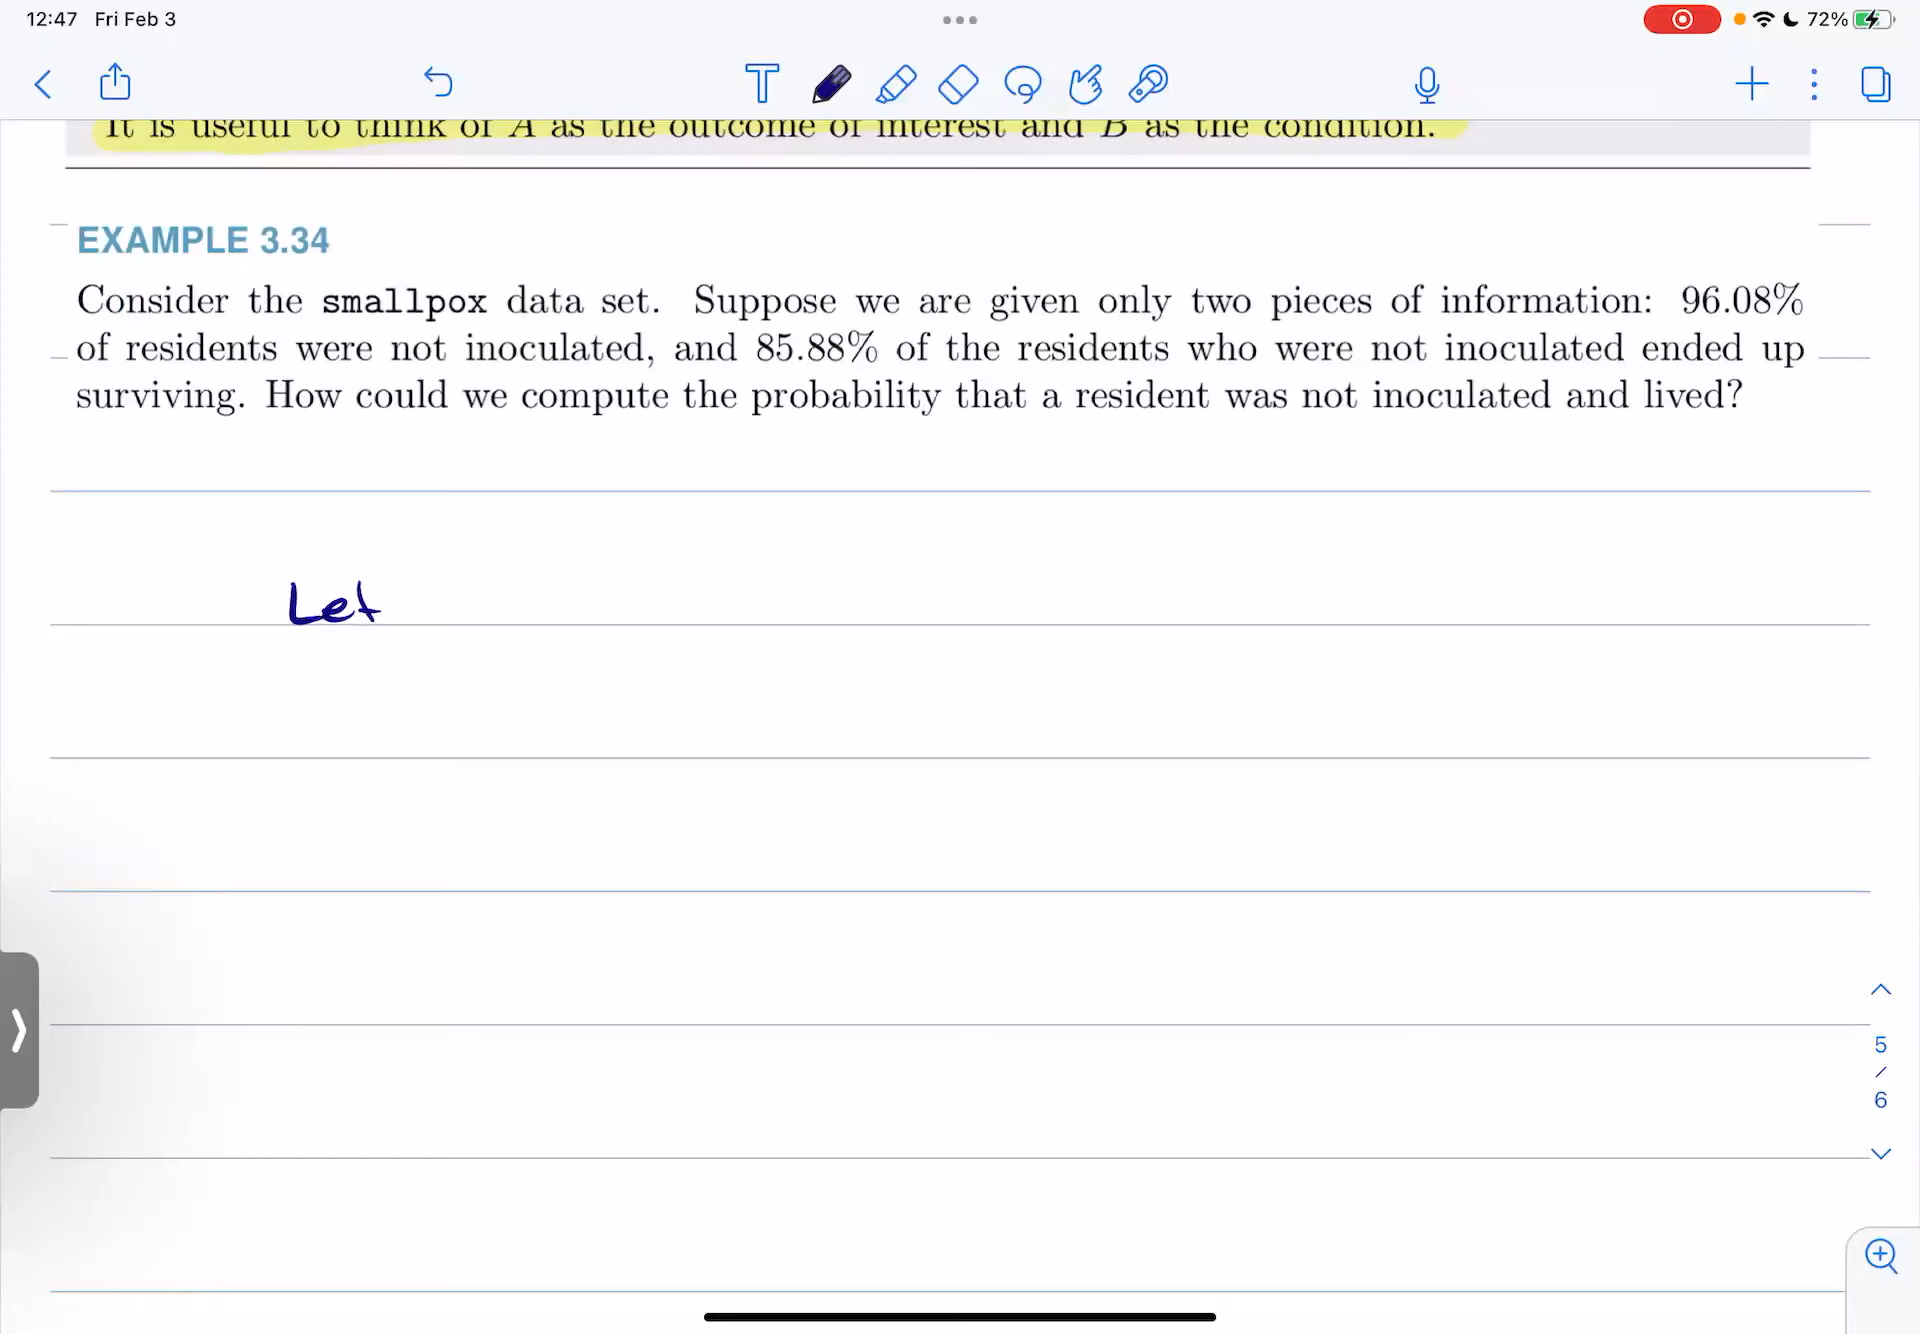 12:47 Fri Feb 3
72%
It is useful to think of A as the outcome of interest and B as the condition.
EXAMPLE 3.34
Consider the smallpox data set. Suppose we are given only two pieces of information: 96.08%
of residents were not inoculated, and 85.88% of the residents who were not inoculated ended up
surviving. How could we compute the probability that a resident was not inoculated and lived?
Let
5
/
6